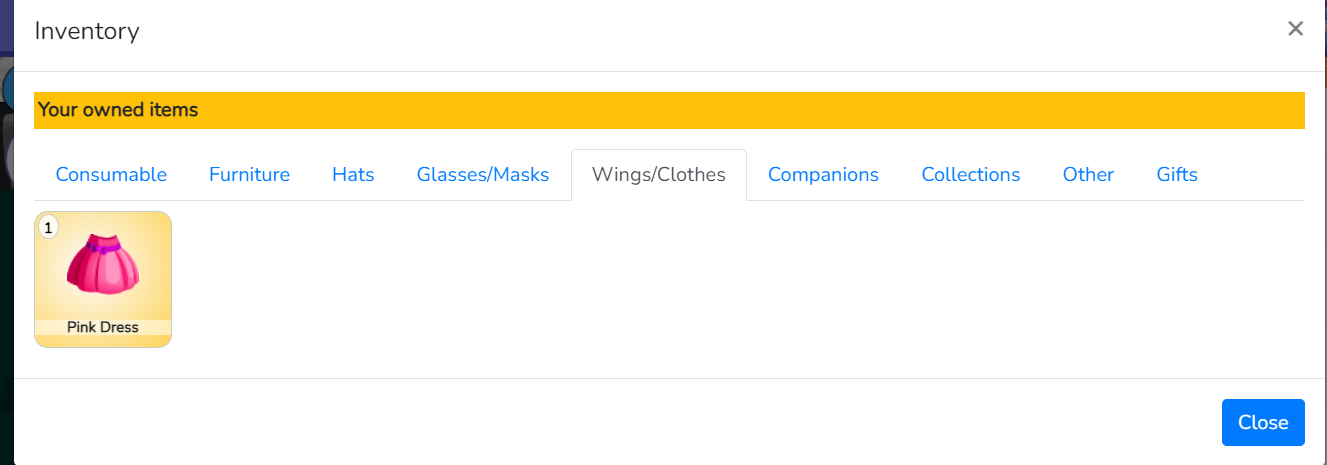 Inventory
×
Your owned items
Consumable Furniture Hats Glasses/Masks Wings/Clothes Companions Collections Other Gifts
1
Pink Dress
Close